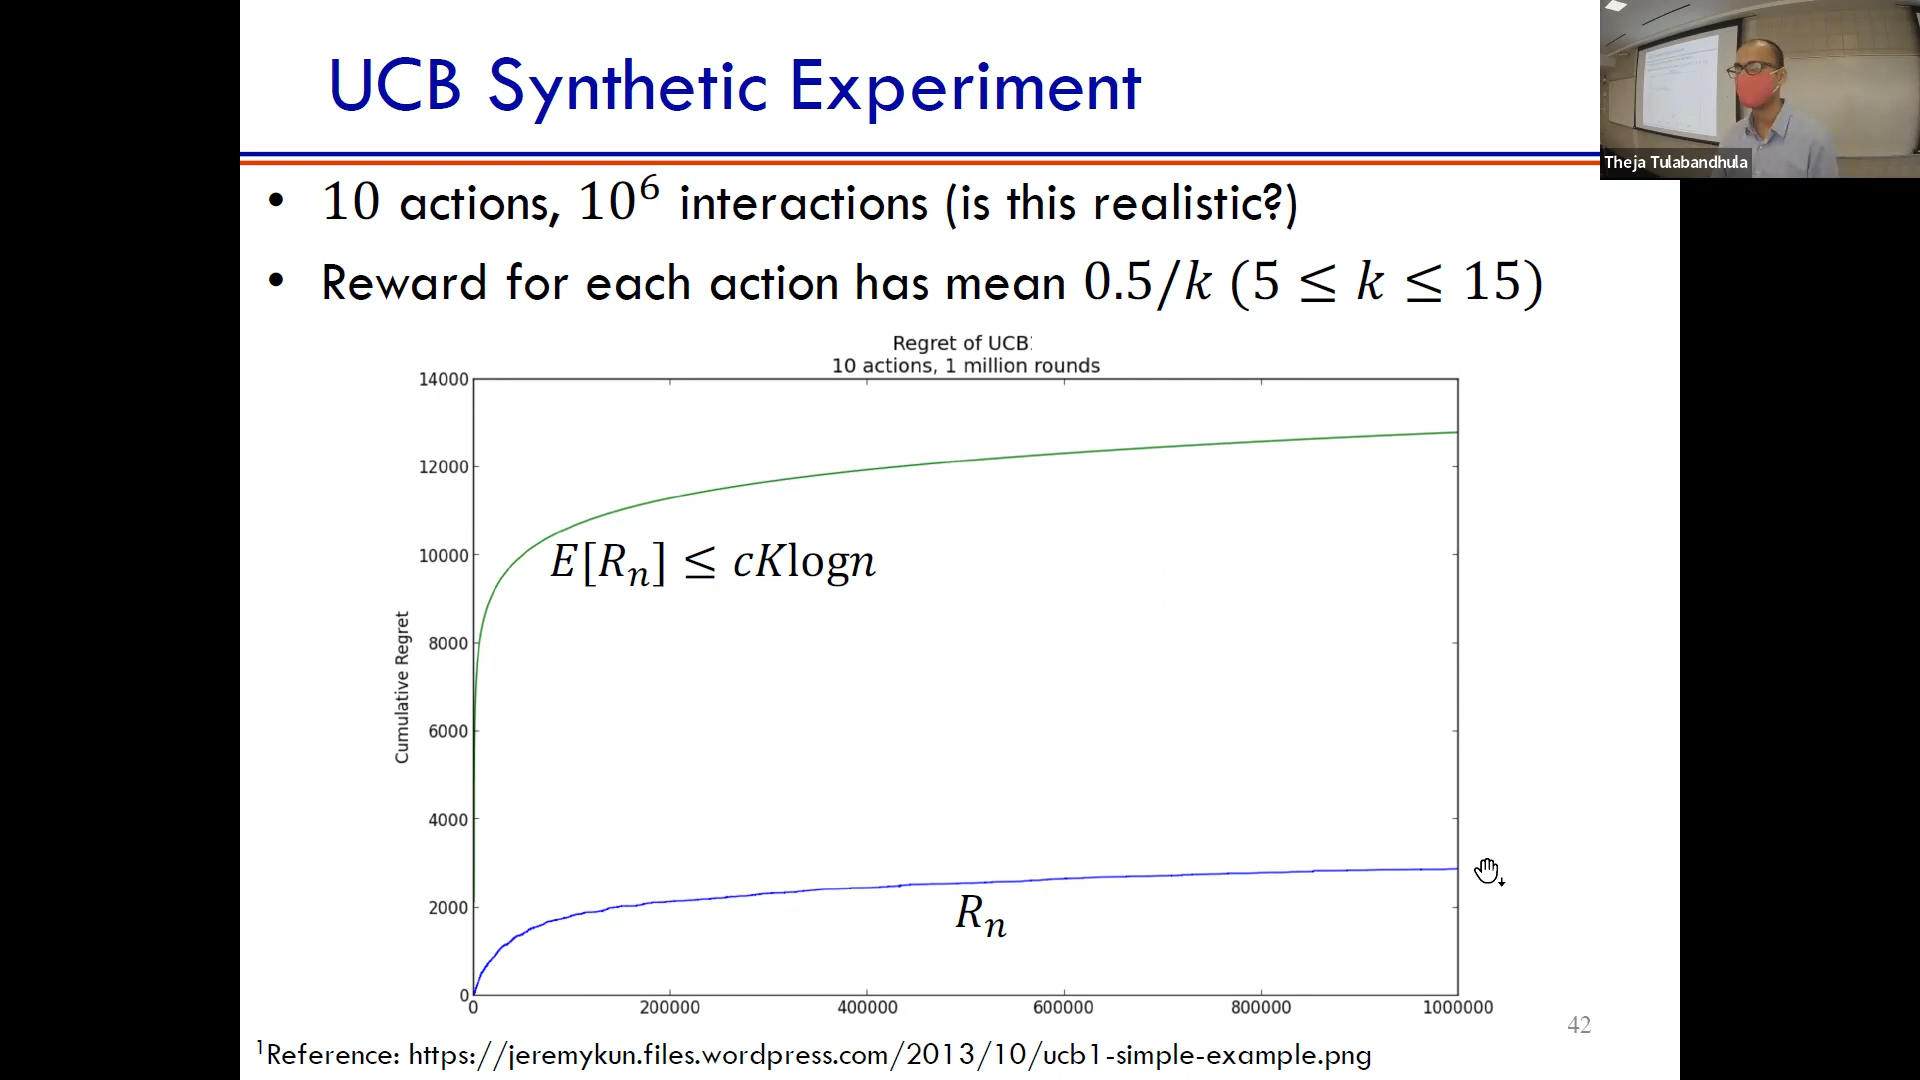 UCB Synthetic Experiment
Theja Tulabandhula
• 10 actions, 10⁶ interactions (is this realistic?)
• Reward for each action has mean 0.5/k (5 ≤ k ≤ 15)
Regret of UCB1
10 actions, 1 million rounds
14000
12000
10000
8000
6000
4000
2000
0
Cumulative Regret
E[Rₙ] ≤ cKlogn
Rₙ
0 200000 400000 600000 800000 1000000
42
¹Reference: https://jeremykun.files.wordpress.com/2013/10/ucb1-simple-example.png